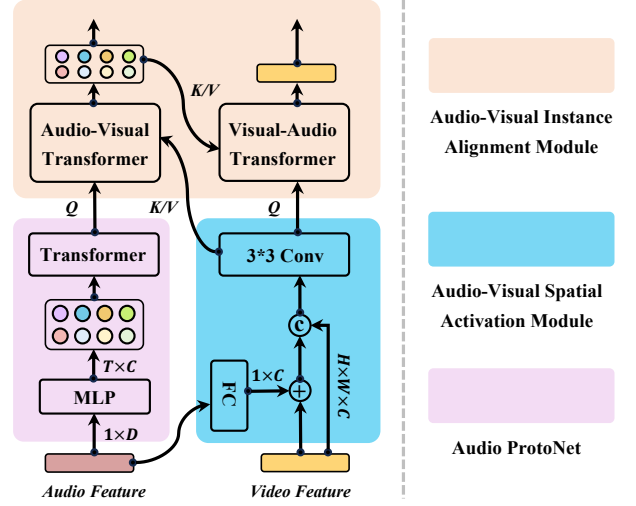 K/V
Audio-Visual
Transformer
Visual-Audio
Transformer
Q
K/V
Q
Transformer
3*3 Conv
c
T×C
MLP
FC
1×C
+
H×W×C
1×D
Audio Feature
Video Feature
Audio-Visual Instance
Alignment Module
Audio-Visual Spatial
Activation Module
Audio ProtoNet